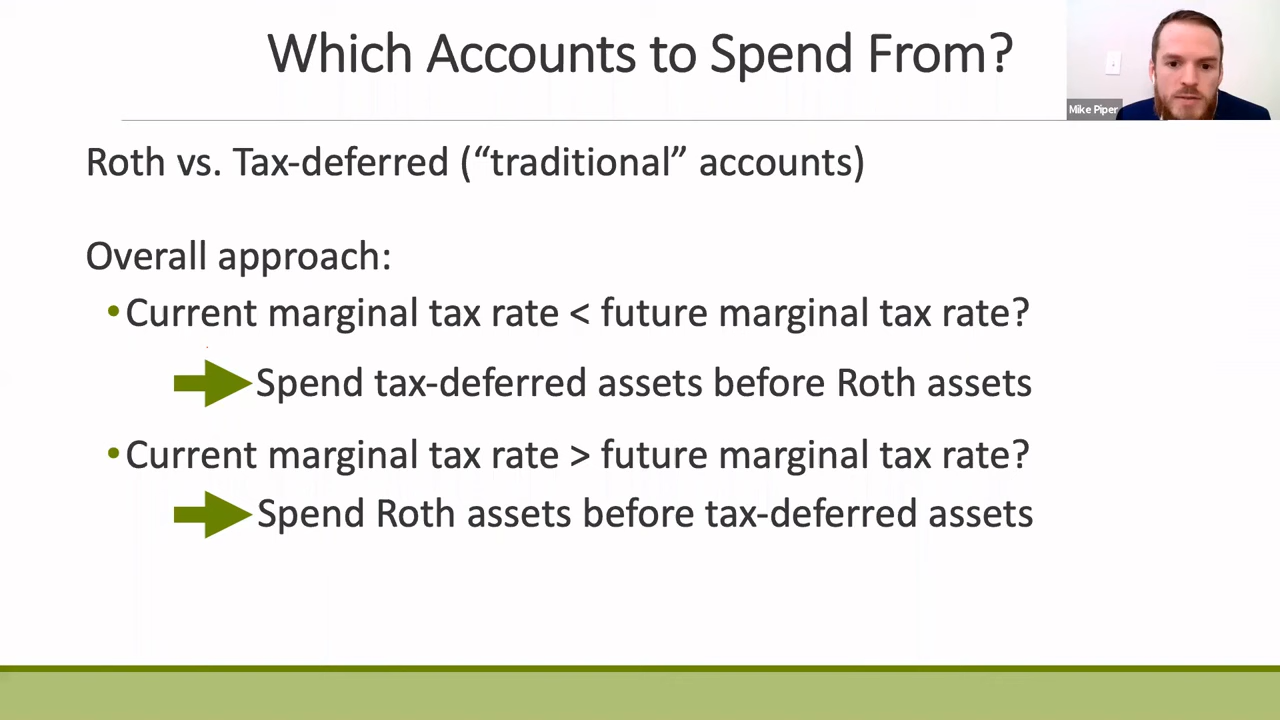 Which Accounts to Spend From?
Mike Piper
Roth vs. Tax-deferred (“traditional” accounts)
Overall approach:
•Current marginal tax rate < future marginal tax rate?
Spend tax-deferred assets before Roth assets
•Current marginal tax rate > future marginal tax rate?
Spend Roth assets before tax-deferred assets